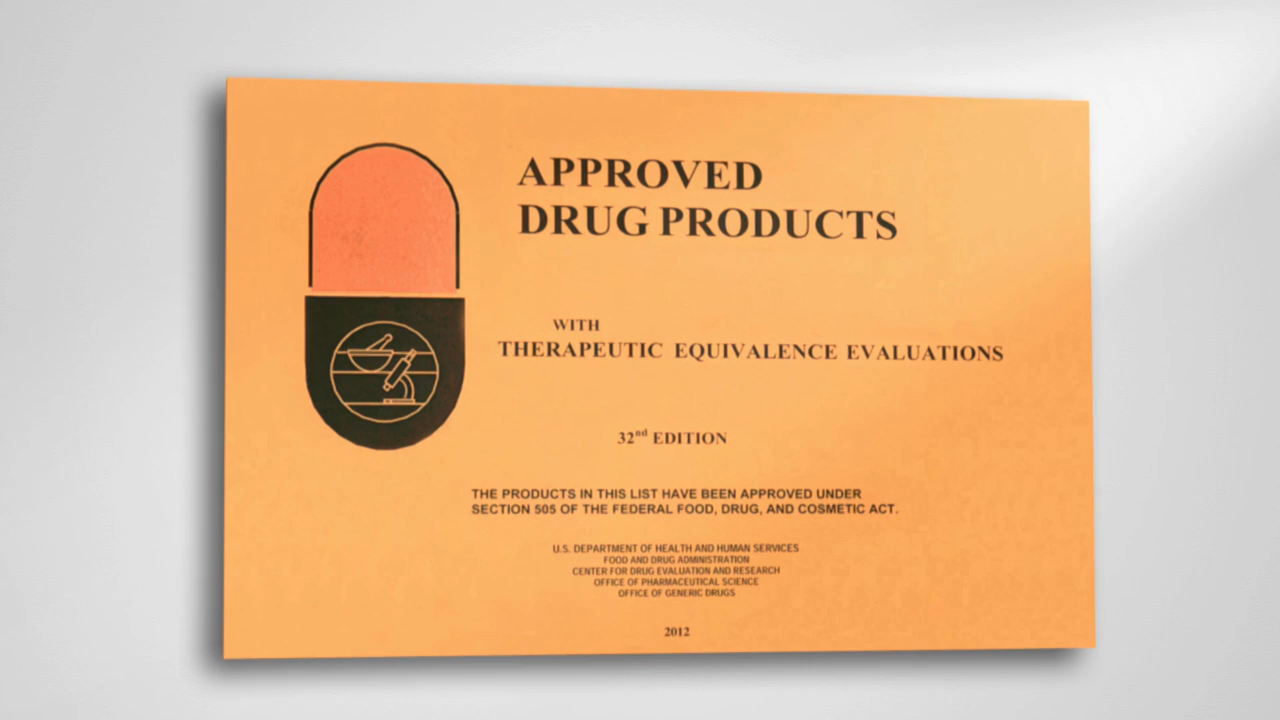 APPROVED
DRUG PRODUCTS
WITH
THERAPEUTIC EQUIVALENCE EVALUATIONS
32nd EDITION
THE PRODUCTS IN THIS LIST HAVE BEEN APPROVED UNDER
SECTION 505 OF THE FEDERAL FOOD, DRUG, AND COSMETIC ACT.
U.S. DEPARTMENT OF HEALTH AND HUMAN SERVICES
FOOD AND DRUG ADMINISTRATION
CENTER FOR DRUG EVALUATION AND RESEARCH
OFFICE OF PHARMACEUTICAL SCIENCE
OFFICE OF GENERIC DRUGS
2012